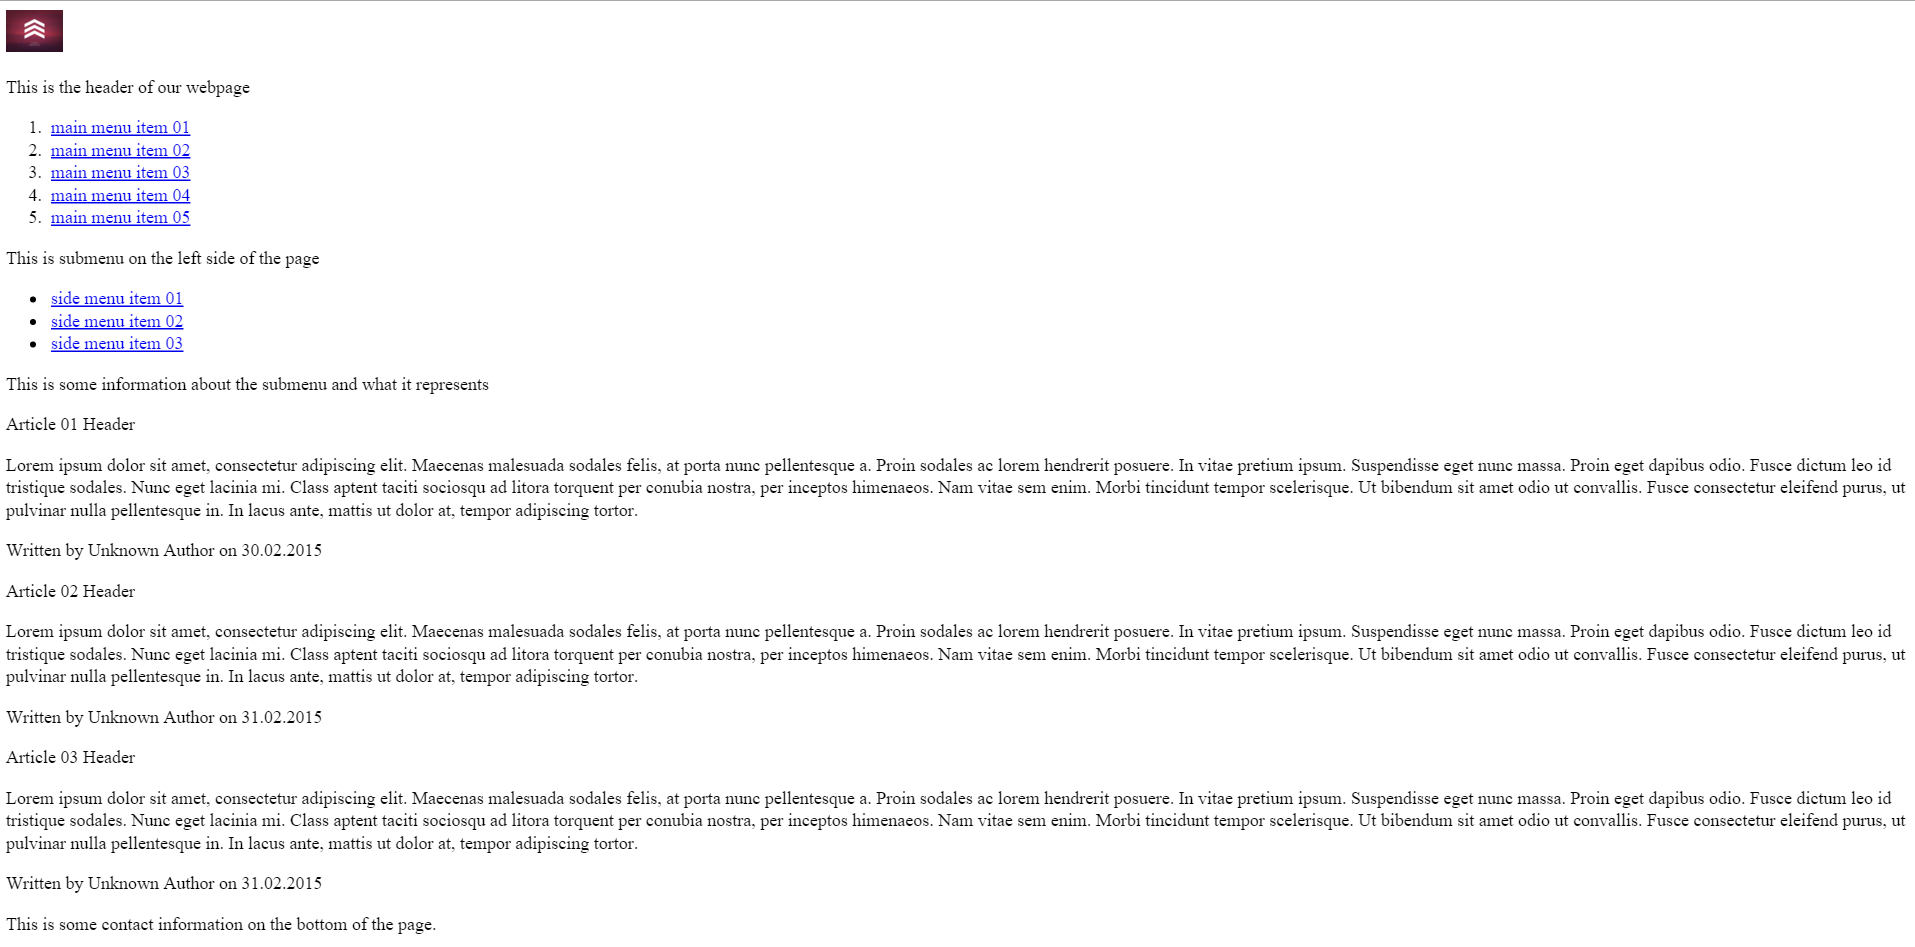 This is the header of our webpage
1. main menu item 01
2. main menu item 02
3. main menu item 03
4. main menu item 04
5. main menu item 05
This is submenu on the left side of the page
• side menu item 01
• side menu item 02
• side menu item 03
This is some information about the submenu and what it represents
Article 01 Header
Lorem ipsum dolor sit amet, consectetur adipiscing elit. Maecenas malesuada sodales felis, at porta nunc pellentesque a. Proin sodales ac lorem hendrerit posuere. In vitae pretium ipsum. Suspendisse eget nunc massa. Proin eget dapibus odio. Fusce dictum leo id
tristique sodales. Nunc eget lacinia mi. Class aptent taciti sociosqu ad litora torquent per conubia nostra, per inceptos himenaeos. Nam vitae sem enim. Morbi tincidunt tempor scelerisque. Ut bibendum sit amet odio ut convallis. Fusce consectetur eleifend purus, ut
pulvinar nulla pellentesque in. In lacus ante, mattis ut dolor at, tempor adipiscing tortor.
Written by Unknown Author on 30.02.2015
Article 02 Header
Lorem ipsum dolor sit amet, consectetur adipiscing elit. Maecenas malesuada sodales felis, at porta nunc pellentesque a. Proin sodales ac lorem hendrerit posuere. In vitae pretium ipsum. Suspendisse eget nunc massa. Proin eget dapibus odio. Fusce dictum leo id
tristique sodales. Nunc eget lacinia mi. Class aptent taciti sociosqu ad litora torquent per conubia nostra, per inceptos himenaeos. Nam vitae sem enim. Morbi tincidunt tempor scelerisque. Ut bibendum sit amet odio ut convallis. Fusce consectetur eleifend purus, ut
pulvinar nulla pellentesque in. In lacus ante, mattis ut dolor at, tempor adipiscing tortor.
Written by Unknown Author on 31.02.2015
Article 03 Header
Lorem ipsum dolor sit amet, consectetur adipiscing elit. Maecenas malesuada sodales felis, at porta nunc pellentesque a. Proin sodales ac lorem hendrerit posuere. In vitae pretium ipsum. Suspendisse eget nunc massa. Proin eget dapibus odio. Fusce dictum leo id
tristique sodales. Nunc eget lacinia mi. Class aptent taciti sociosqu ad litora torquent per conubia nostra, per inceptos himenaeos. Nam vitae sem enim. Morbi tincidunt tempor scelerisque. Ut bibendum sit amet odio ut convallis. Fusce consectetur eleifend purus, ut
pulvinar nulla pellentesque in. In lacus ante, mattis ut dolor at, tempor adipiscing tortor.
Written by Unknown Author on 31.02.2015
This is some contact information on the bottom of the page.